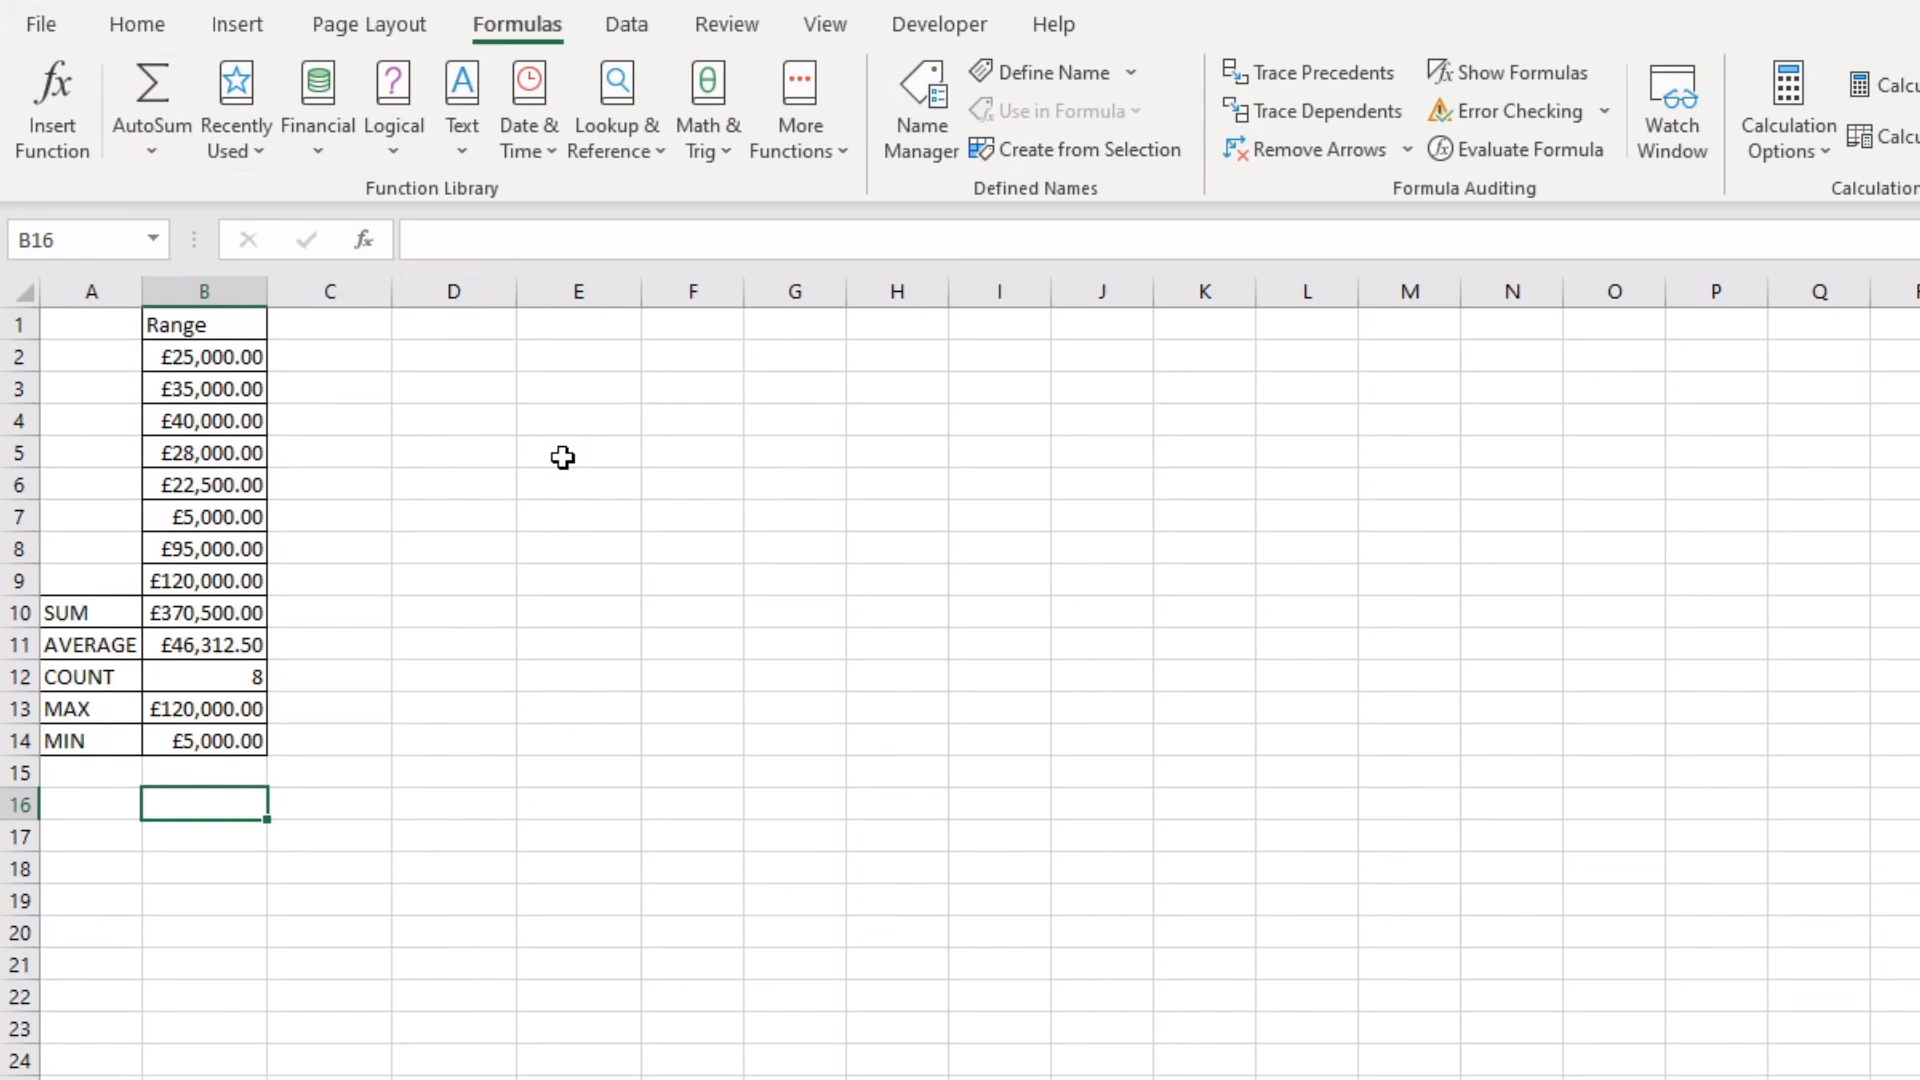 File Home Insert Page Layout Formulas Data Review View Developer Help
fx Insert Function
AutoSum
Recently Used
Financial
Logical
Text
Date & Time
Lookup & Reference
Math & Trig
More Functions
Function Library
Name Manager
Define Name
Use in Formula
Create from Selection
Defined Names
Trace Precedents
Trace Dependents
Remove Arrows
Show Formulas
Error Checking
Evaluate Formula
Formula Auditing
Watch Window
Calculation Options
Calcu
Calcu
Calculation
B16 fx
A B C D E F G H I J K L M N O P Q
1 Range
2 £25,000.00
3 £35,000.00
4 £40,000.00
5 £28,000.00
6 £22,500.00
7 £5,000.00
8 £95,000.00
9 £120,000.00
10 SUM £370,500.00
11 AVERAGE £46,312.50
12 COUNT 8
13 MAX £120,000.00
14 MIN £5,000.00
15
16
17
18
19
20
21
22
23
24